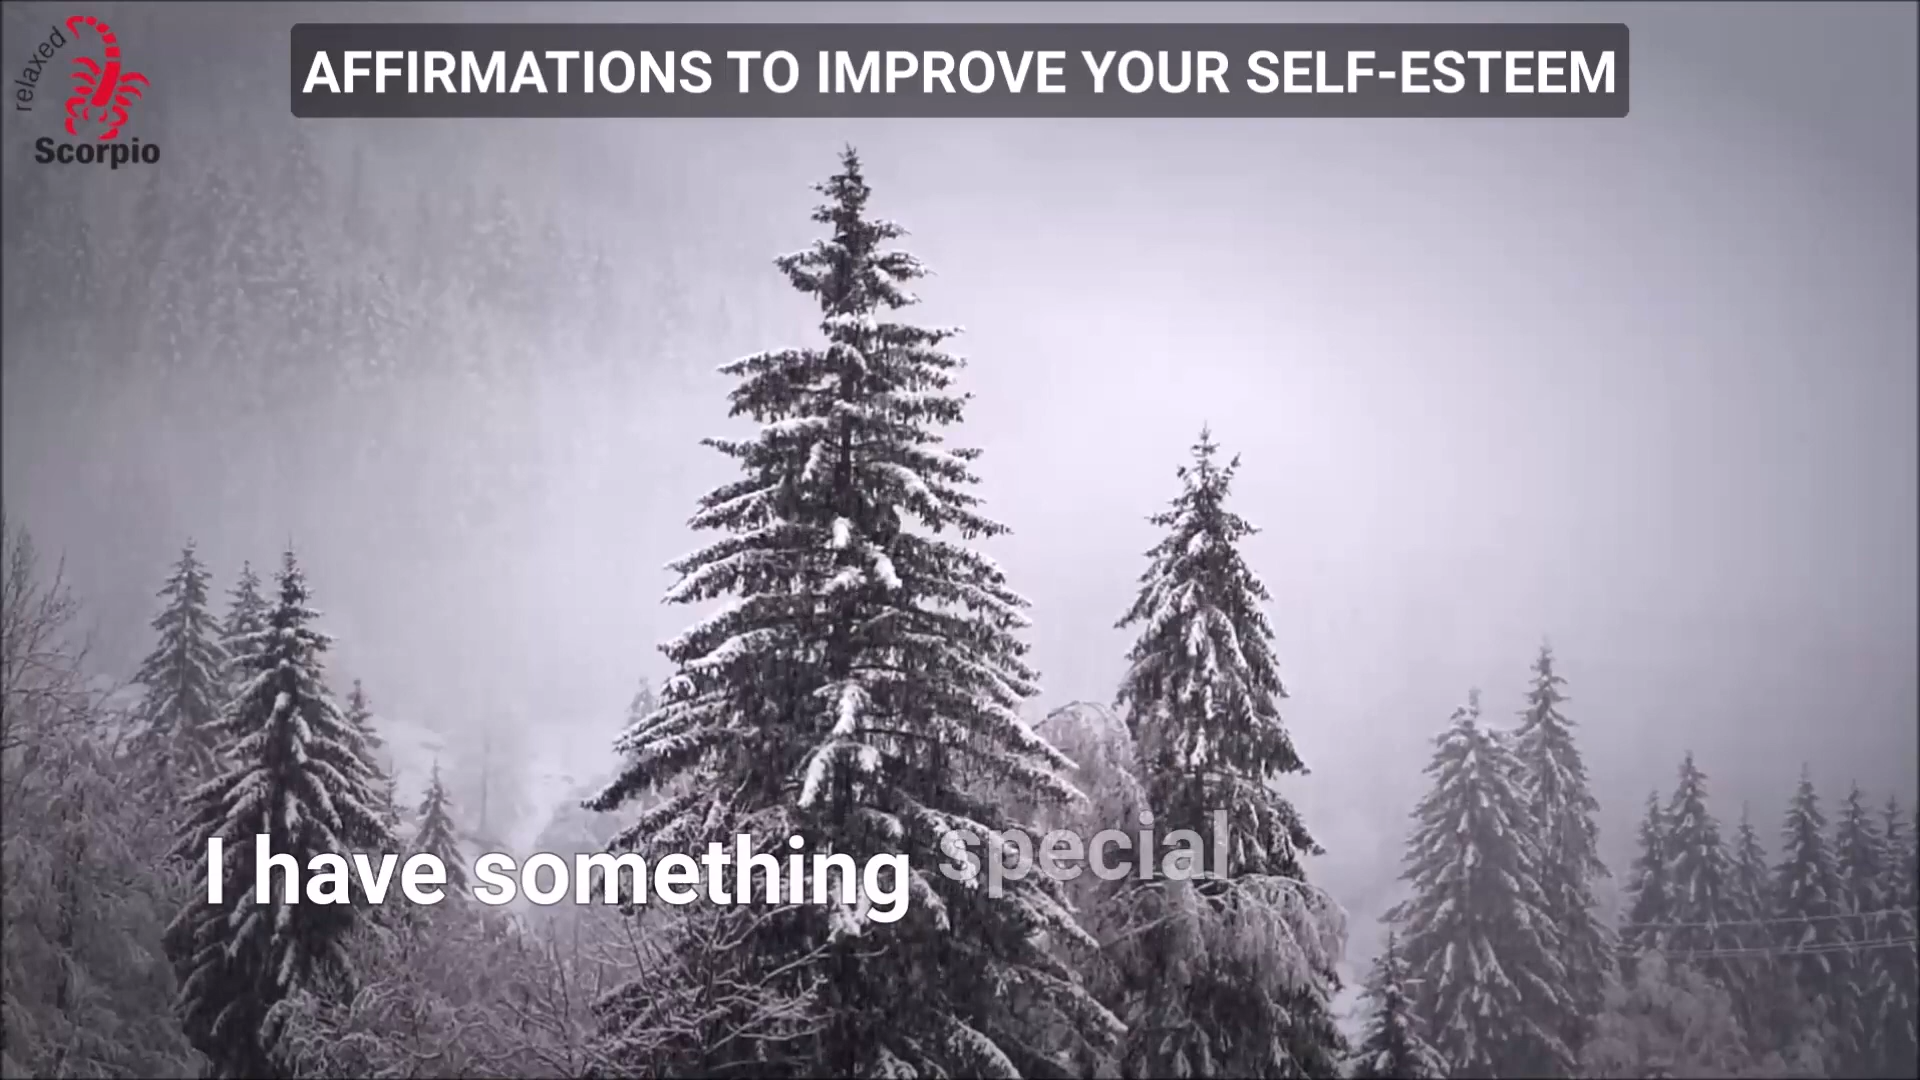 relaxed
Scorpio
AFFIRMATIONS TO IMPROVE YOUR SELF-ESTEEM
I have something special